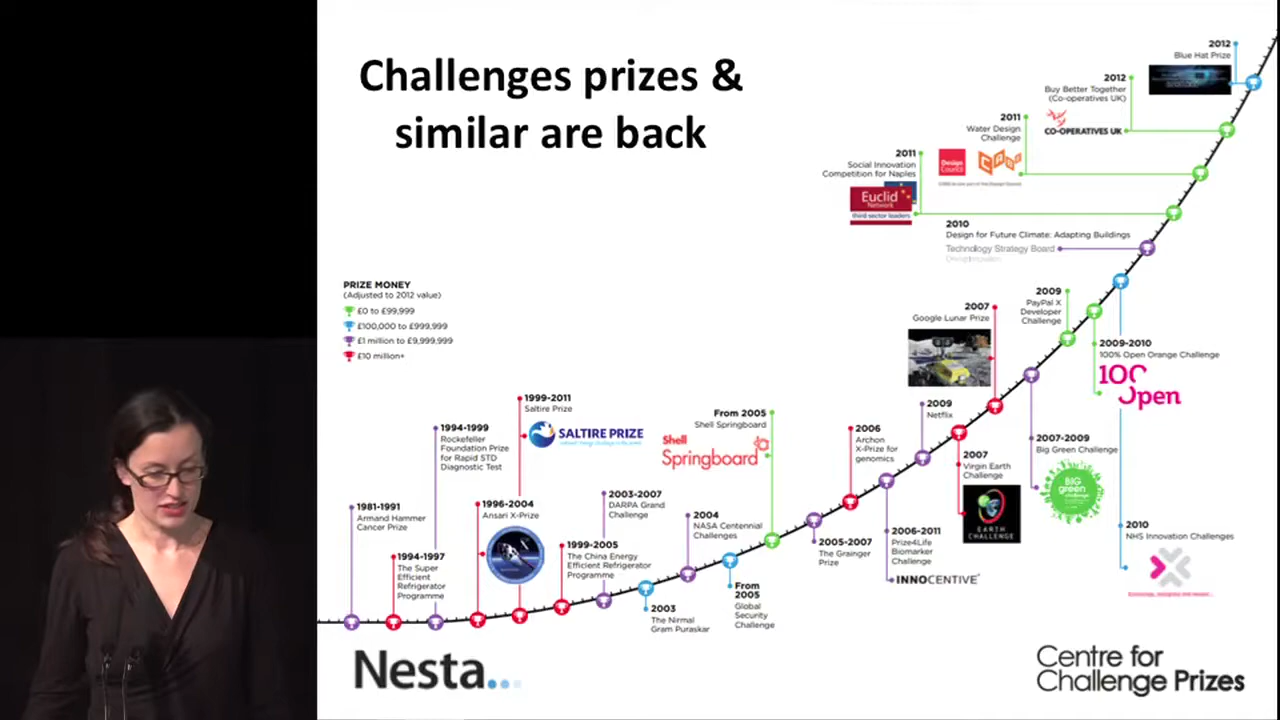 Challenges prizes &
similar are back
2012
Blue Hat Prize
2012
Buy Better Together
(Co-operatives UK)
CO-OPERATIVES UK
2011
Water Design
Challenge
Design
Council
CABE
2011
Social Innovation
Competition for Naples
Euclid
Network
third sector leaders
2010
Design for Future Climate: Adapting Buildings
Technology Strategy Board
Driving Innovation
PRIZE MONEY
(Adjusted to 2012 value)
£0 to £99,999
£100,000 to £999,999
£1 million to £9,999,999
£10 million+
2007
Google Lunar Prize
2009
PayPal X
Developer
Challenge
2009-2010
100% Open Orange Challenge
100
Open
1999-2011
Saltire Prize
SALTIRE PRIZE
1994-1999
Rockefeller
Foundation Prize
for Rapid STD
Diagnostic Test
From 2005
Shell Springboard
Shell
Springboard
2006
Archon
X-Prize for
genomics
2009
Netflix
2007
Virgin Earth
Challenge
EARTH
CHALLENGE
2007-2009
Big Green Challenge
BIG
green
challenge
1981-1991
Armand Hammer
Cancer Prize
1996-2004
Ansari X-Prize
2003-2007
DARPA Grand
Challenge
2004
NASA Centennial
Challenges
1994-1997
The Super
Efficient
Refrigerator
Programme
1999-2005
The China Energy
Efficient Refrigerator
Programme
2005-2007
The Grainger
Prize
2006-2011
Prize4Life
Biomarker
Challenge
INNOCENTIVE
2010
NHS Innovation Challenges
2003
The Nirmal
Gram Puraskar
From
2005
Global
Security
Challenge
Nesta
Centre for
Challenge Prizes